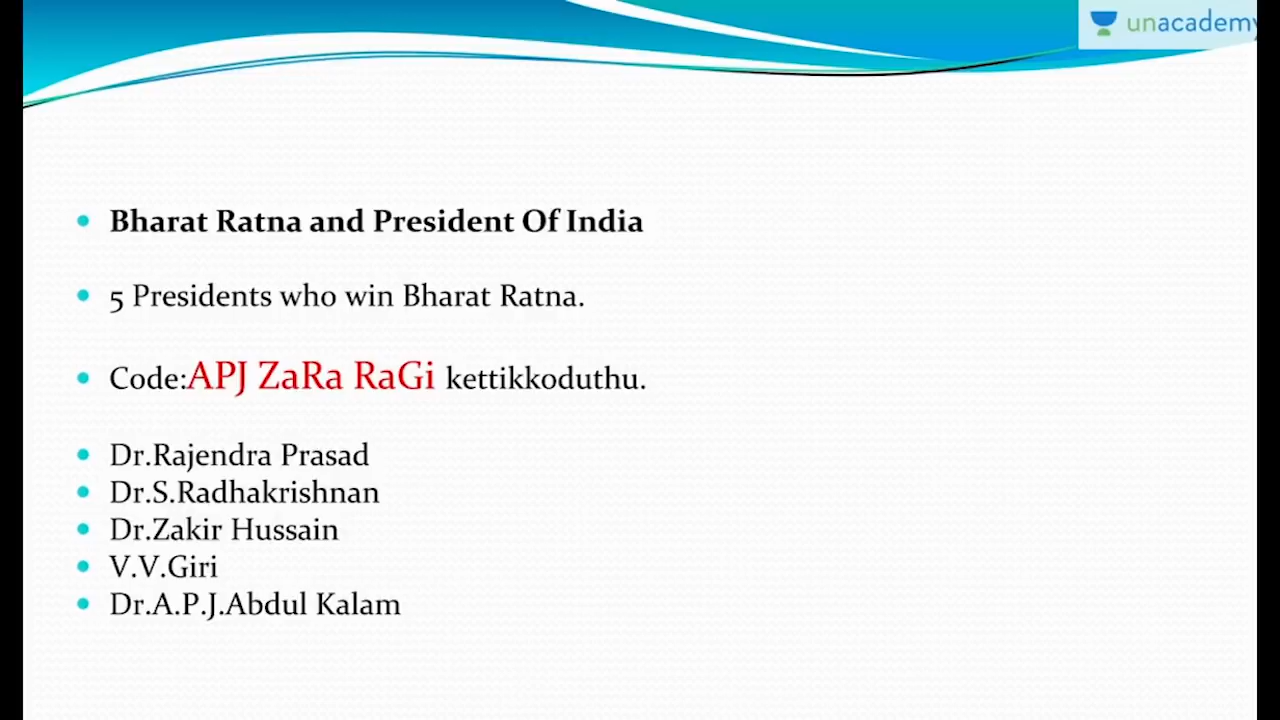 unacademy
Bharat Ratna and President Of India
5 Presidents who win Bharat Ratna.
Code:APJ ZaRa RaGi kettikkoduthu.
Dr.Rajendra Prasad
Dr.S.Radhakrishnan
Dr.Zakir Hussain
V.V.Giri
Dr.A.P.J.Abdul Kalam